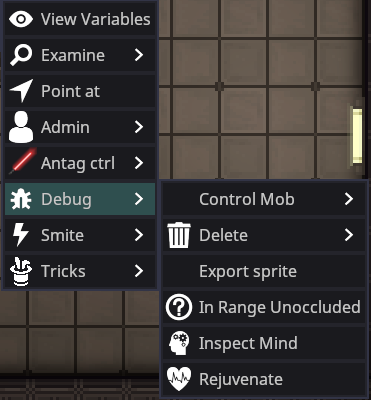 View Variables
Examine
Point at
Admin
Antag ctrl
Debug
Smite
Tricks
Control Mob
Delete
Export sprite
In Range Unoccluded
Inspect Mind
Rejuvenate